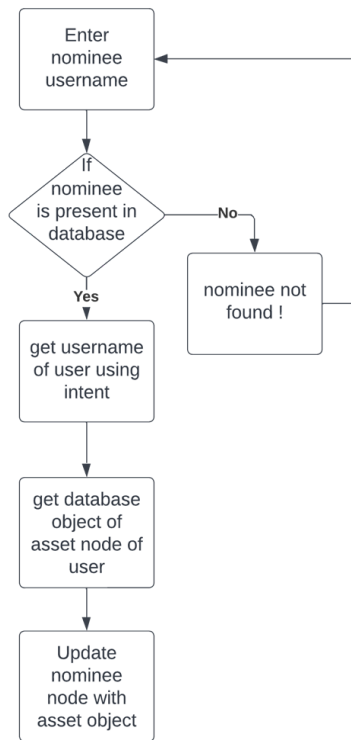 Enter
nominee
username
If
nominee
is present in
database
No
nominee not
found !
Yes
get username
of user using
intent
get database
object of
asset node of
user
Update
nominee
node with
asset object